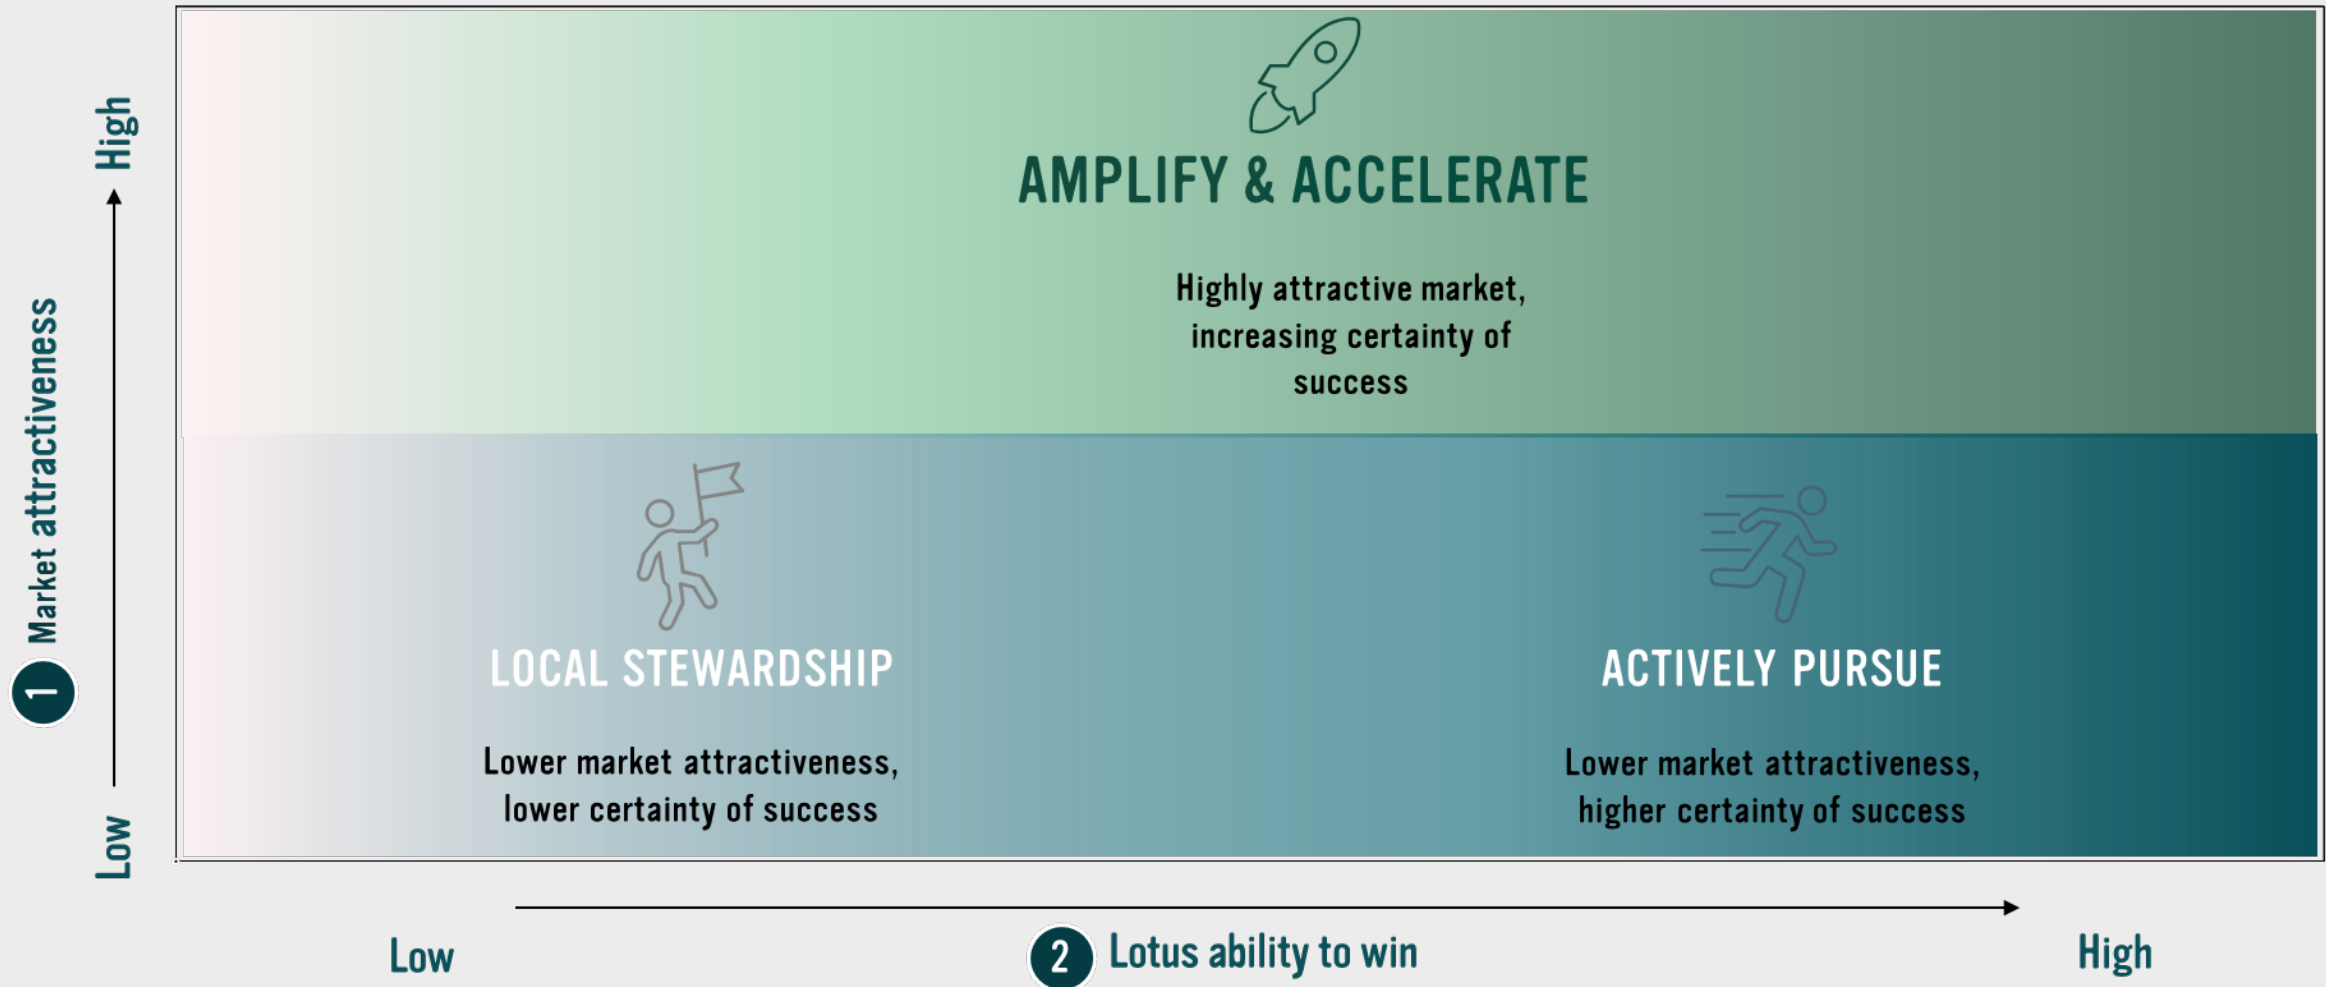 High
AMPLIFY & ACCELERATE
Highly attractive market,
increasing certainty of
success
1 Market attractiveness
LOCAL STEWARDSHIP
Lower market attractiveness,
lower certainty of success
ACTIVELY PURSUE
Lower market attractiveness,
higher certainty of success
Low
Low
2 Lotus ability to win
High